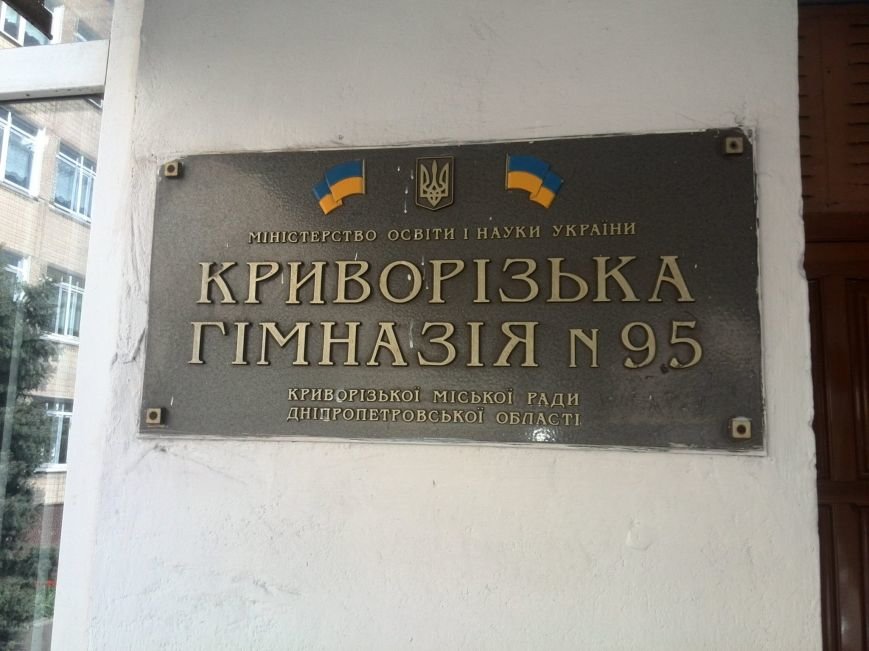 МІНІСТЕРСТВО ОСВІТИ І НАУКИ УКРАЇНИ
КРИВОРІЗЬКА
ГІМНАЗІЯ N 95
КРИВОРІЗЬКОЇ МІСЬКОЇ РАДИ
ДНІПРОПЕТРОВСЬКОЇ ОБЛАСТІ